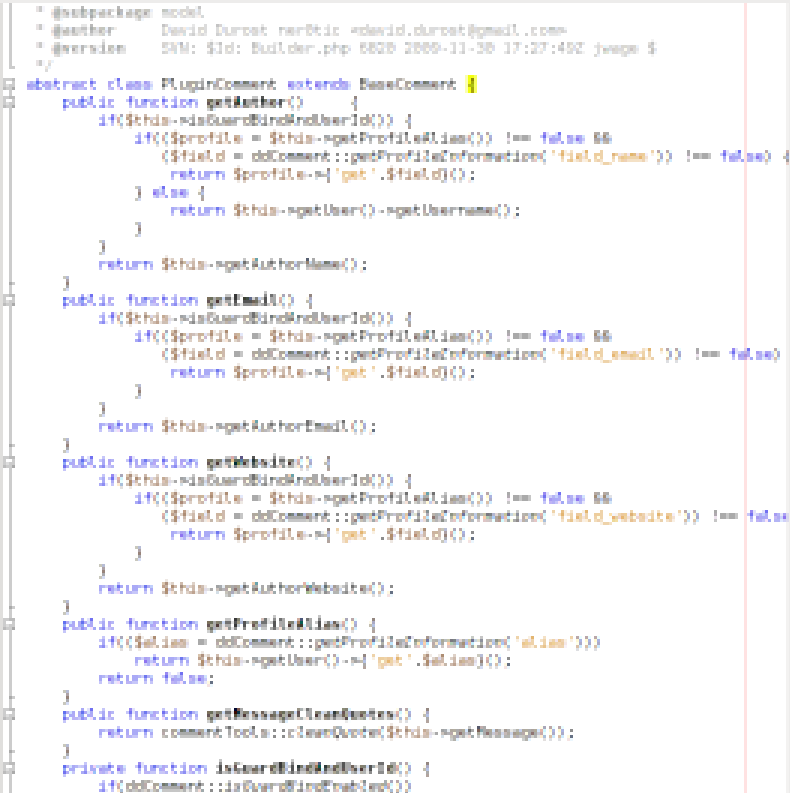 * @subpackage model
* @author     David Durost ner0tic <david.durost@gmail.com>
* @version    SVN: $Id: Builder.php 6820 2009-11-30 17:27:49Z jwage $
*/
abstract class PluginComment extends BaseComment {
public function getAuthor()     {
if($this->isGuardBindAndUserId()) {
if(($profile = $this->getProfileAlias()) !== false &&
($field = ddComment::getProfileInformation('field_name')) !== false) {
return $profile->{'get'.$field}();
} else {
return $this->getUser()->getUsername();
}
}
return $this->getAuthorName();
}
public function getEmail() {
if($this->isGuardBindAndUserId()) {
if(($profile = $this->getProfileAlias()) !== false &&
($field = ddComment::getProfileInformation('field_email')) !== false)
return $profile->{'get'.$field}();
}
}
return $this->getAuthorEmail();
}
public function getWebsite() {
if($this->isGuardBindAndUserId()) {
if(($profile = $this->getProfileAlias()) !== false &&
($field = ddComment::getProfileInformation('field_website')) !== false
return $profile->{'get'.$field}();
}
}
return $this->getAuthorWebsite();
}
public function getProfileAlias() {
if(($alias = ddComment::getProfileInformation('alias')))
return $this->getUser()->{'get'.$alias}();
return false;
}
public function getMessageCleanQuotes() {
return commentTools::cleanQuote($this->getMessage());
}
private function isGuardBindAndUserId() {
if(ddComment::isGuardBindEnabled())